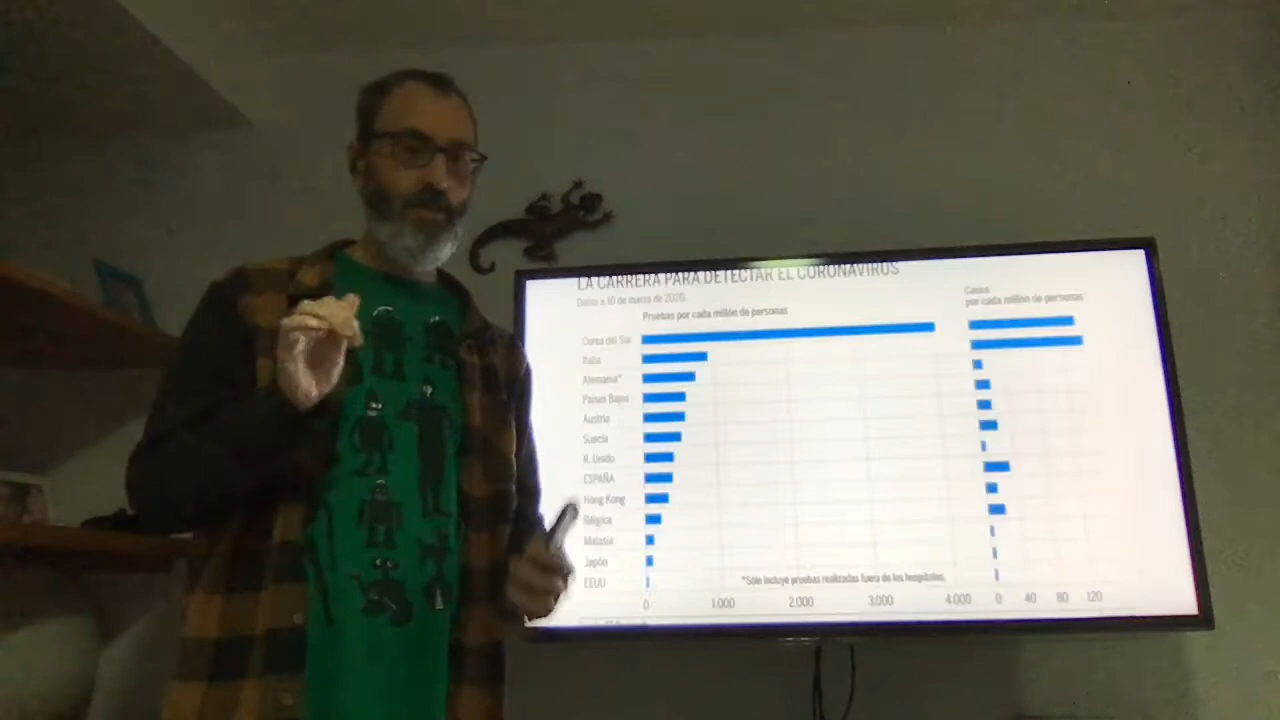 LA CARRERA PARA DETECTAR EL CORONAVIRUS
Datos a 10 de marzo de 2020.
Pruebas por cada millón de personas
Casos
por cada millón de personas
Corea del Sur
Italia
Alemania*
Países Bajos
Austria
Suecia
R. Unido
ESPAÑA
Hong Kong
Bélgica
Malasia
Japón
EEUU
*Sólo incluye pruebas realizadas fuera de los hospitales.
0 1.000 2.000 3.000 4.000 0 40 80 120